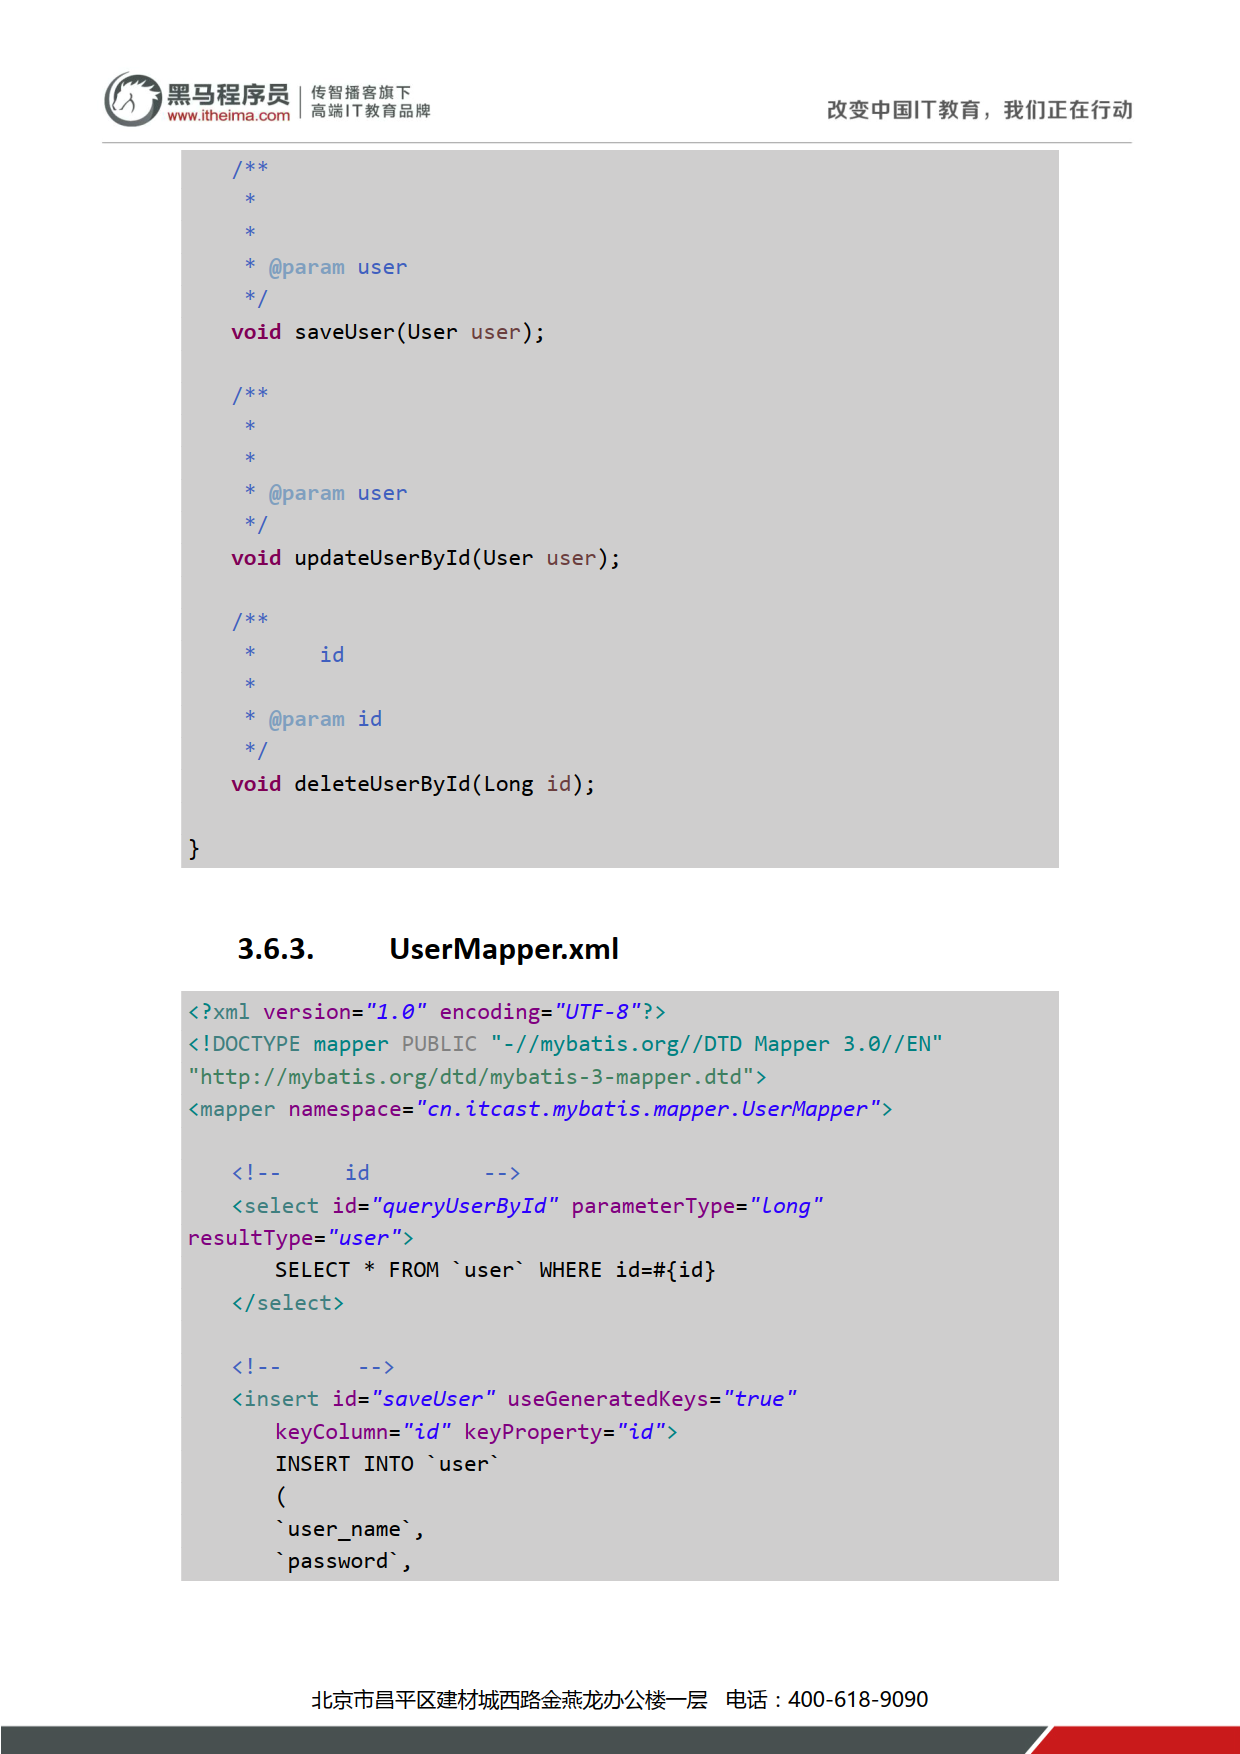 黑马程序员
www.itheima.com
传智播客旗下
高端IT教育品牌
改变中国IT教育，我们正在行动
/**
*
*
* @param user
*/
void saveUser(User user);
/**
*
*
* @param user
*/
void updateUserById(User user);
/**
* id
*
* @param id
*/
void deleteUserById(Long id);
}
3.6.3. UserMapper.xml
<?xml version="1.0" encoding="UTF-8"?>
<!DOCTYPE mapper PUBLIC "-//mybatis.org//DTD Mapper 3.0//EN"
"http://mybatis.org/dtd/mybatis-3-mapper.dtd">
<mapper namespace="cn.itcast.mybatis.mapper.UserMapper">
<!-- id -->
<select id="queryUserById" parameterType="long"
resultType="user">
SELECT * FROM `user` WHERE id=#{id}
</select>
<!-- -->
<insert id="saveUser" useGeneratedKeys="true"
keyColumn="id" keyProperty="id">
INSERT INTO `user`
(
`user_name`,
`password`,
北京市昌平区建材城西路金燕龙办公楼一层 电话：400-618-9090